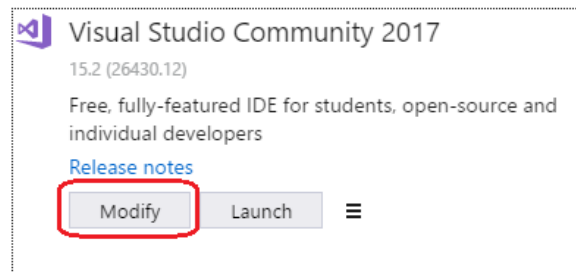 Visual Studio Community 2017
15.2 (26430.12)
Free, fully-featured IDE for students, open-source and
individual developers
Release notes
Modify Launch